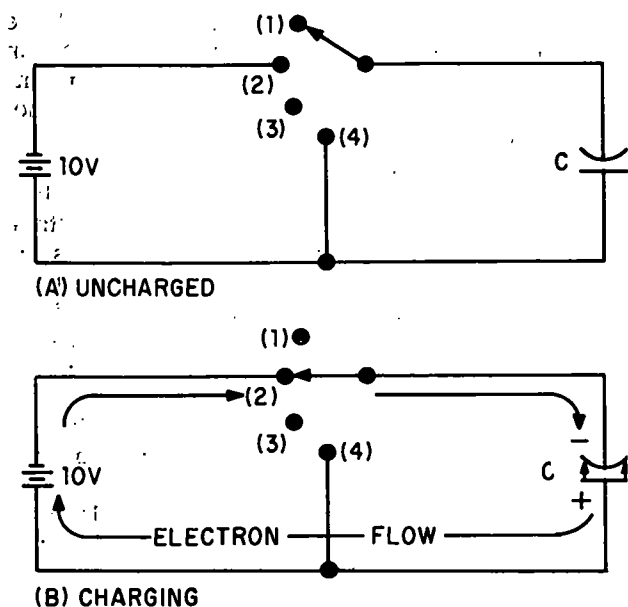 (1)
(2)
(3)
(4)
10V
C
(A) UNCHARGED
(1)
(2)
(3)
(4)
10V
C
−
+
ELECTRON FLOW
(B) CHARGING